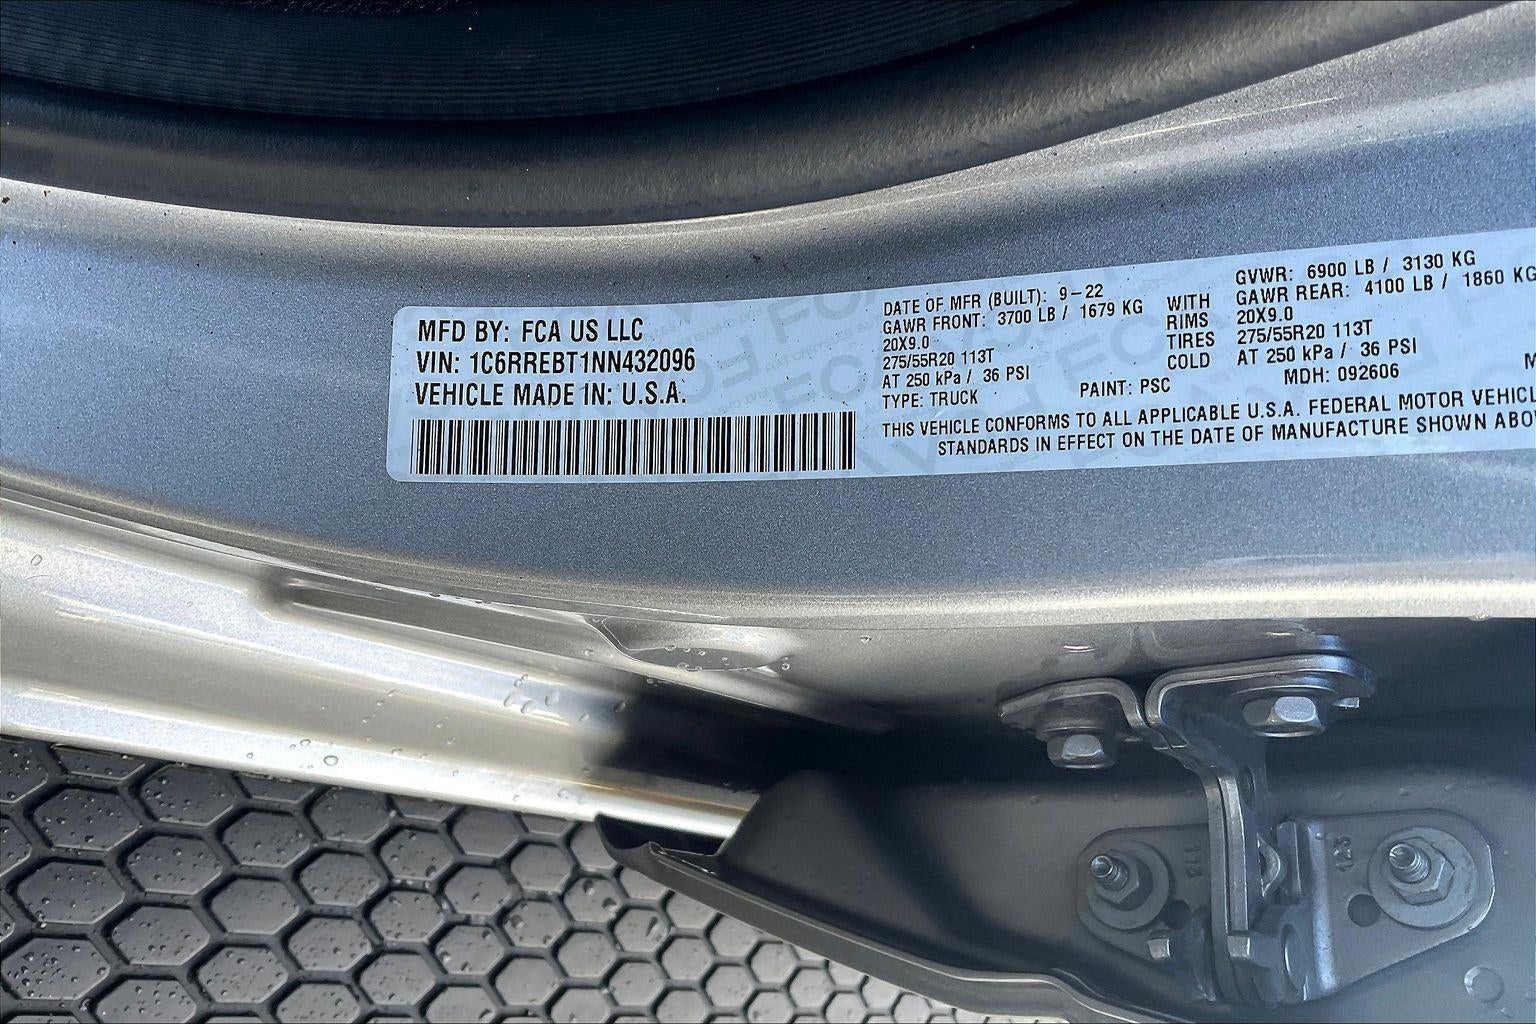 MFD BY: FCA US LLC
VIN: 1C6RREBT1NN432096
VEHICLE MADE IN: U.S.A.
DATE OF MFR (BUILT): 9-22
GVWR: 6900 LB / 3130 KG
GAWR FRONT: 3700 LB / 1679 KG WITH GAWR REAR: 4100 LB / 1860 KG
20X9.0 RIMS 20X9.0
275/55R20 113T TIRES 275/55R20 113T
AT 250 kPa / 36 PSI COLD AT 250 kPa / 36 PSI
TYPE: TRUCK PAINT: PSC MDH: 092606 M
THIS VEHICLE CONFORMS TO ALL APPLICABLE U.S.A. FEDERAL MOTOR VEHICL
STANDARDS IN EFFECT ON THE DATE OF MANUFACTURE SHOWN ABO